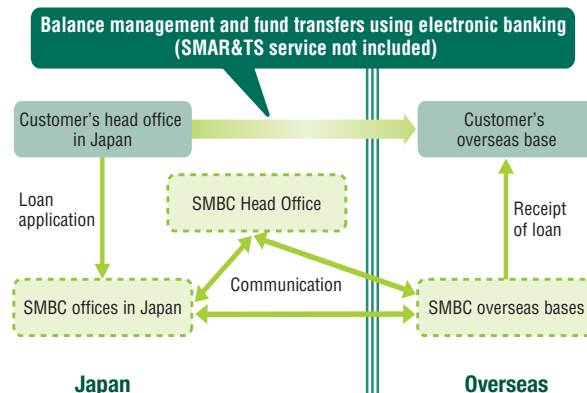 Balance management and fund transfers using electronic banking
(SMAR&TS service not included)
Customer's head office
in Japan
Customer's
overseas base
Loan
application
SMBC Head Office
Receipt
of loan
Communication
SMBC offices in Japan
SMBC overseas bases
Japan
Overseas